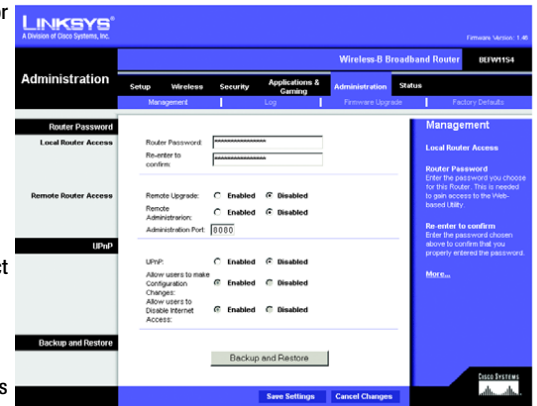 or
LINKSYS®
A Division of Cisco Systems, Inc.
Firmware Version: 1.48
Wireless-B Broadband Router BEFW11S4
Administration
Setup Wireless Security Applications & Gaming Administration Status
Management Log Firmware Upgrade Factory Defaults
Router Password
Local Router Access
Router Password:
Re-enter to
confirm:
Remote Router Access
Remote Upgrade: Enabled Disabled
Remote
Administrarion: Enabled Disabled
Administration Port: 8080
UPnP
UPnP: Enabled Disabled
ct
Allow users to make
Configuration
Changes: Enabled Disabled
Allow users to
Disable Internet
Access: Enabled Disabled
Backup and Restore
Backup and Restore
s
Save Settings Cancel Changes
Management
Local Router Access
Router Password
Enter the password you choose
for this Router. This is needed
to gain access to the Web-
based Utility.
Re-enter to confirm
Enter the password chosen
above to confirm that you
properly entered the password.
More...
CISCO SYSTEMS